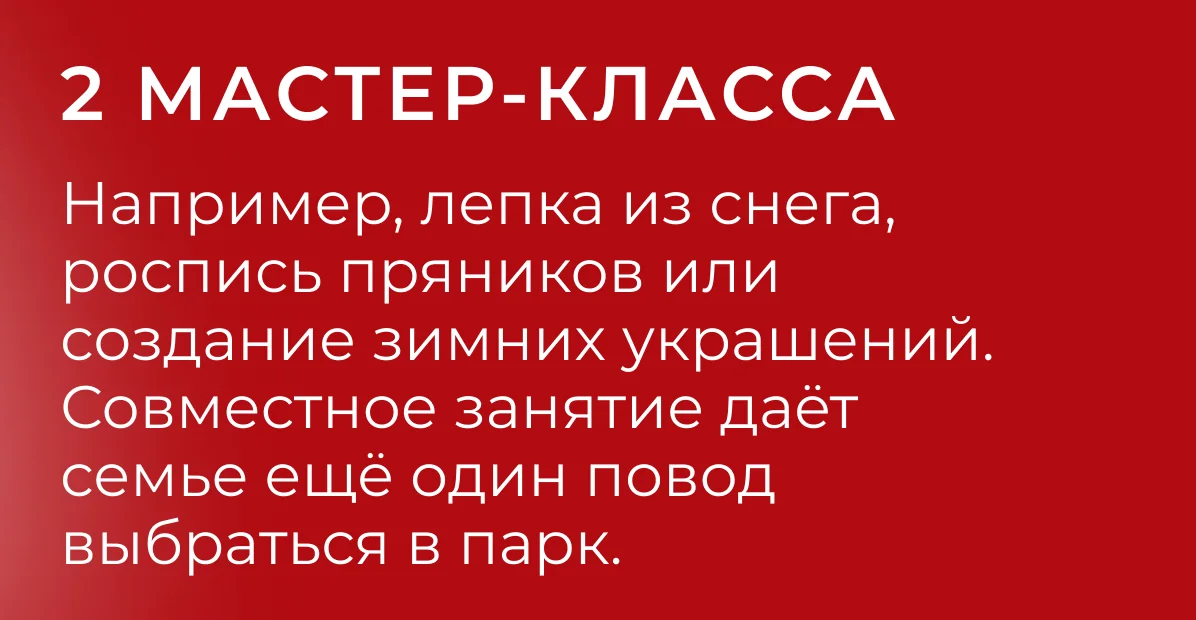 2 МАСТЕР-КЛАССА
Например, лепка из снега,
роспись пряников или
создание зимних украшений.
Совместное занятие даёт
семье ещё один повод
выбраться в парк.